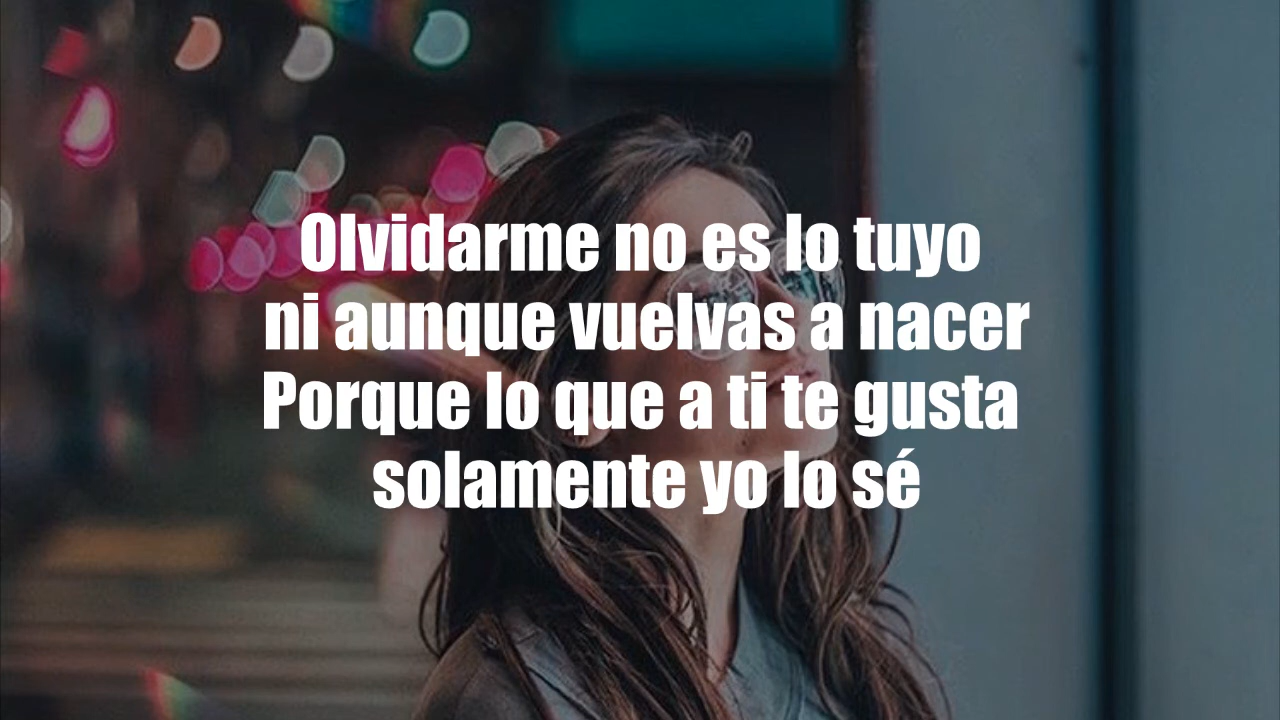 Olvidarme no es lo tuyo
ni aunque vuelvas a nacer
Porque lo que a ti te gusta
solamente yo lo sé